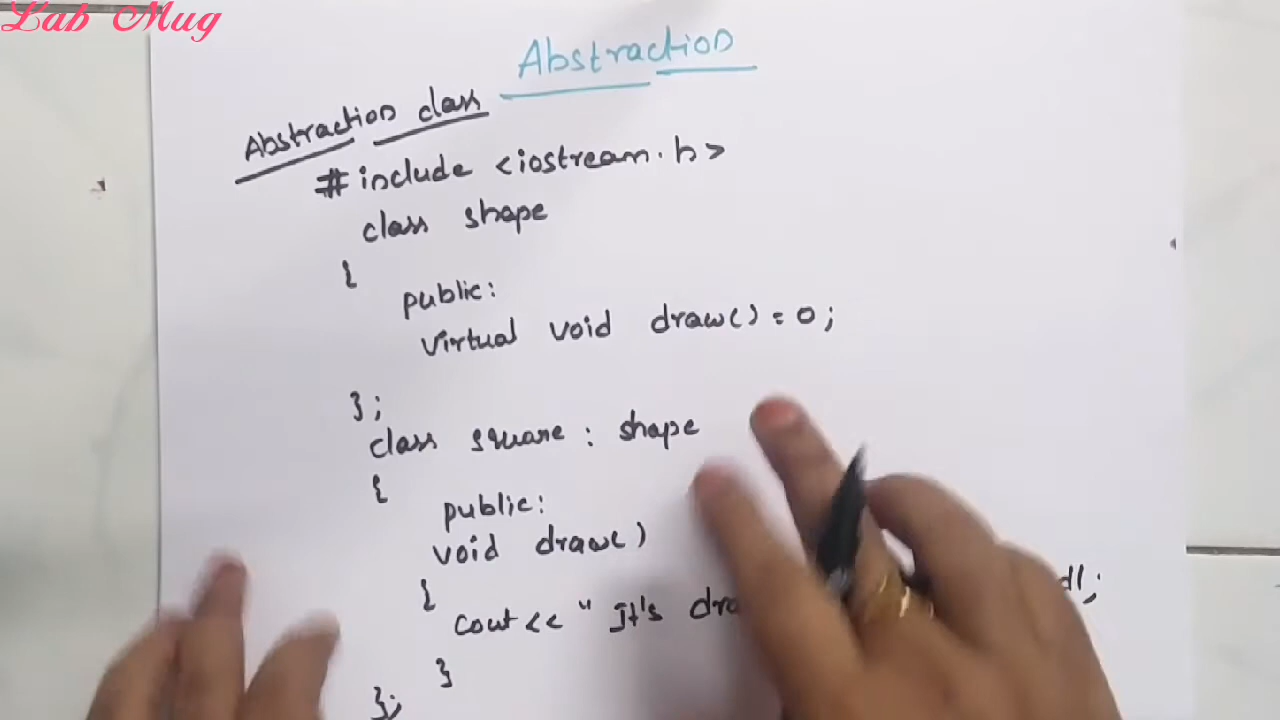 Lab Mug
Abstraction
Abstraction class
# include <iostream.h>
class shape
{
public:
virtual void draw() = 0;
};
class square : shape
{
public:
void draw()
{
cout << " It's
}
};